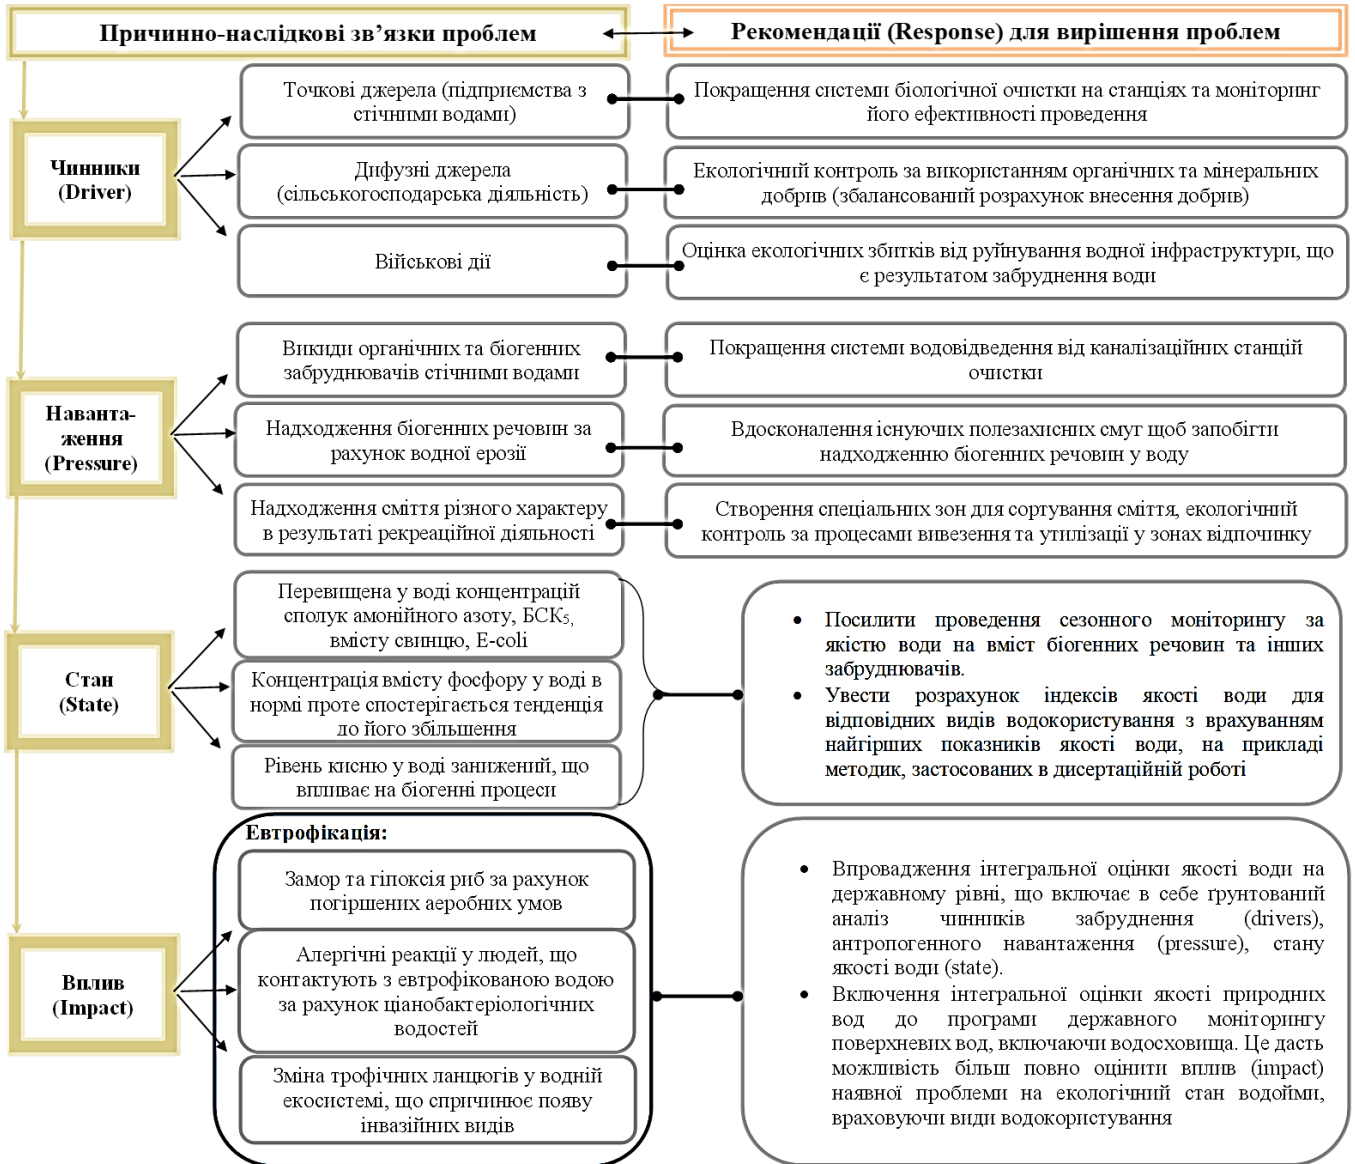 Причинно-наслідкові зв’язки проблем
Рекомендації (Response) для вирішення проблем
Чинники
(Driver)
Точкові джерела (підприємства з
стічними водами)
Покращення системи біологічної очистки на станціях та моніторинг
його ефективності проведення
Дифузні джерела
(сільськогосподарська діяльність)
Екологічний контроль за використанням органічних та мінеральних
добрив (збалансований розрахунок внесення добрив)
Військові дії
Оцінка екологічних збитків від руйнування водної інфраструктури, що
є результатом забруднення води
Наванта-
ження
(Pressure)
Викиди органічних та біогенних
забруднювачів стічними водами
Покращення системи водовідведення від каналізаційних станцій
очистки
Надходження біогенних речовин за
рахунок водної ерозії
Вдосконалення існуючих полезахисних смуг щоб запобігти
надходженню біогенних речовин у воду
Надходження сміття різного характеру
в результаті рекреаційної діяльності
Створення спеціальних зон для сортування сміття, екологічний
контроль за процесами вивезення та утилізації у зонах відпочинку
Стан
(State)
Перевищена у воді концентрацій
сполук амонійного азоту, БСК5,
вмісту свинцю, E-coli
Концентрація вмісту фосфору у воді в
нормі проте спостерігається тенденція
до його збільшення
Рівень кисню у воді занижений, що
впливає на біогенні процеси
• Посилити проведення сезонного моніторингу за
якістю води на вміст біогенних речовин та інших
забруднювачів.
• Увести розрахунок індексів якості води для
відповідних видів водокористування з врахуванням
найгірших показників якості води, на прикладі
методик, застосованих в дисертаційній роботі
Вплив
(Impact)
Евтрофікація:
Замор та гіпоксія риб за рахунок
погіршених аеробних умов
Алергічні реакції у людей, що
контактують з евтрофікованою водою
за рахунок ціанобактеріологічних
водостей
Зміна трофічних ланцюгів у водній
екосистемі, що спричинює появу
інвазійних видів
• Впровадження інтегральної оцінки якості води на
державному рівні, що включає в себе ґрунтований
аналіз чинників забруднення (drivers),
антропогенного навантаження (pressure), стану
якості води (state).
• Включення інтегральної оцінки якості природних
вод до програми державного моніторингу
поверхневих вод, включаючи водосховища. Це дасть
можливість більш повно оцінити вплив (impact)
наявної проблеми на екологічний стан водойми,
враховуючи види водокористування